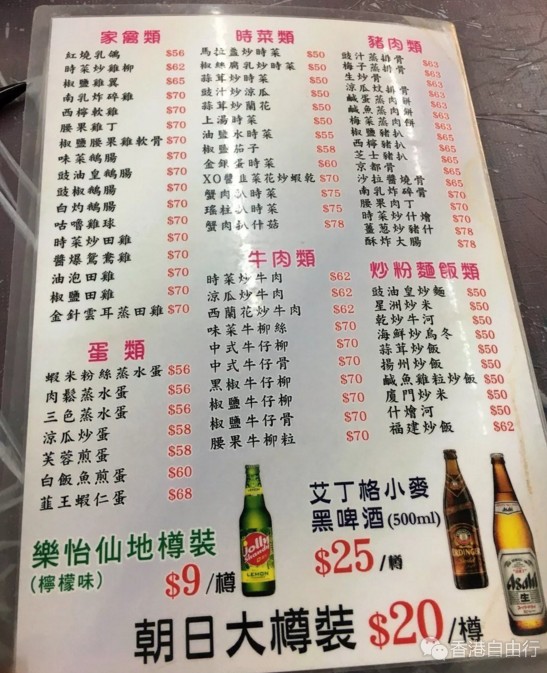 家禽類
紅燒乳鴿 $56
時菜炒雞柳 $62
椒鹽雞翼 $65
南乳炸碎雞 $70
西檸軟雞 $70
腰果雞丁 $70
椒鹽腰果雞軟骨 $70
味菜鵝腸 $70
豉油皇鵝腸 $70
豉椒鵝腸 $70
白灼鵝腸 $70
咕嚕雞球 $70
時菜炒田雞 $70
醬爆鴛鴦雞 $70
油泡田雞 $70
椒鹽田雞 $70
金針雲耳蒸田雞 $70
蛋類
蝦米粉絲蒸水蛋 $56
肉鬆蒸水蛋 $56
三色蒸水蛋 $56
涼瓜炒蛋 $58
芙蓉煎蛋 $58
白飯魚煎蛋 $60
韮王蝦仁蛋 $68
時菜類
馬拉盞炒時菜 $50
椒絲腐乳炒時菜 $50
蒜茸炒時菜 $50
豉汁炒涼瓜 $50
蒜茸炒蘭花 $50
上湯時菜 $50
油鹽水時菜 $55
椒鹽茄子 $58
金銀蛋時菜 $60
XO醬韮菜花炒蝦乾 $70
蟹肉扒時菜 $75
瑤柱扒時菜 $75
蟹肉扒什菇 $78
牛肉類
時菜炒牛肉 $62
涼瓜炒牛肉 $62
西蘭花炒牛肉 $62
味菜牛柳絲 $70
中式牛仔柳 $70
中式牛仔骨 $70
黑椒牛仔柳 $70
椒鹽牛仔柳 $70
椒鹽牛仔骨 $70
腰果牛柳粒 $70
豬肉類
豉汁蒸排骨 $63
梅子蒸排骨 $63
生炒骨 $63
涼瓜炆排骨 $63
鹹蛋蒸肉餅 $63
鹹魚蒸肉餅 $63
梅菜蒸肉餅 $63
椒鹽豬扒 $65
西檸豬扒 $65
芝士豬扒 $65
京都骨 $65
沙拉醬燒骨 $65
南乳炸碎骨 $70
腰果肉丁 $70
時菜炒什燴 $70
薑葱炒豬什 $78
酥炸大腸 $78
炒粉麵飯類
豉油皇炒麵 $50
星洲炒米 $50
乾炒牛河 $50
海鮮炒烏冬 $50
蒜茸炒飯 $50
揚州炒飯 $50
鹹魚雞粒炒飯 $50
廈門炒米 $50
什燴河 $50
福建炒飯 $62
樂怡仙地樽裝
(檸檬味) $9/樽
艾丁格小麥
黑啤酒(500ml)
$25/樽
朝日大樽裝 $20/樽
jolly
LEMON
ERDINGER
Asahi
生
香港自由行